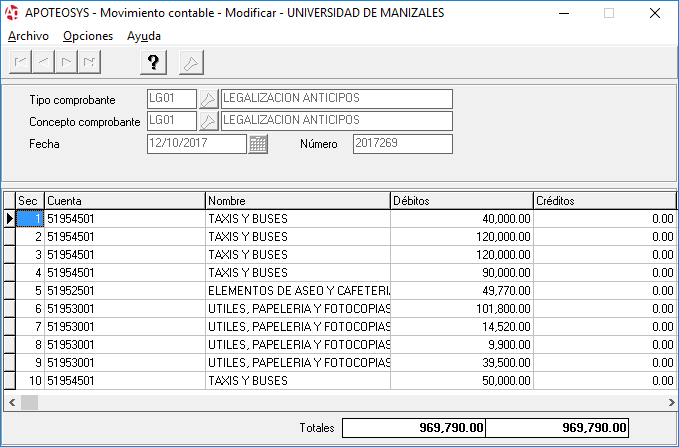 APOTEOSYS - Movimiento contable - Modificar - UNIVERSIDAD DE MANIZALES
Archivo Opciones Ayuda
?
Tipo comprobante LG01 LEGALIZACION ANTICIPOS
Concepto comprobante LG01 LEGALIZACION ANTICIPOS
Fecha 12/10/2017 Número 2017269
Sec Cuenta Nombre Débitos Créditos
1 51954501 TAXIS Y BUSES 40,000.00 0.00
2 51954501 TAXIS Y BUSES 120,000.00 0.00
3 51954501 TAXIS Y BUSES 120,000.00 0.00
4 51954501 TAXIS Y BUSES 90,000.00 0.00
5 51952501 ELEMENTOS DE ASEO Y CAFETERI 49,770.00 0.00
6 51953001 UTILES, PAPELERIA Y FOTOCOPIAS 101,800.00 0.00
7 51953001 UTILES, PAPELERIA Y FOTOCOPIAS 14,520.00 0.00
8 51953001 UTILES, PAPELERIA Y FOTOCOPIAS 9,900.00 0.00
9 51953001 UTILES, PAPELERIA Y FOTOCOPIAS 39,500.00 0.00
10 51954501 TAXIS Y BUSES 50,000.00 0.00
Totales 969,790.00 969,790.00